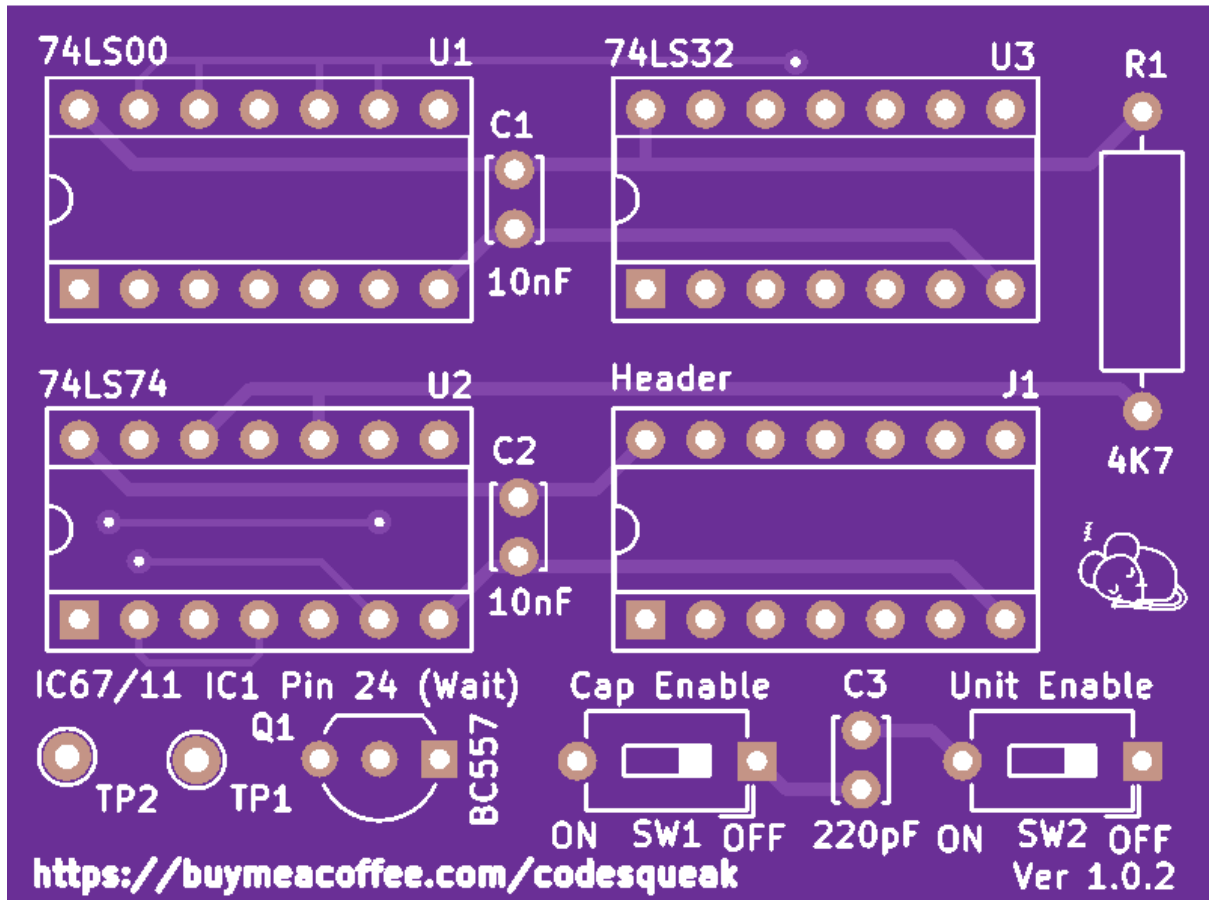 74LS00 U1 74LS32 U3 R1
C1
10nF
74LS74 U2 Header J1
4K7
C2
10nF
IC67/11 IC1 Pin 24 (Wait) Cap Enable C3 Unit Enable
Q1
BC557
TP2 TP1
ON SW1 OFF 220pF ON SW2 OFF
https://buymeacoffee.com/codesqueak Ver 1.0.2